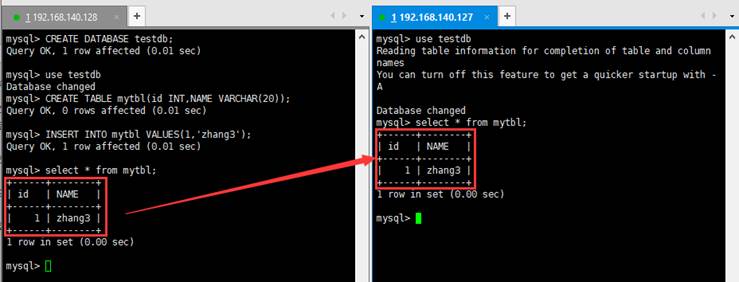 1 192.168.140.128 × +
mysql> CREATE DATABASE testdb;
Query OK, 1 row affected (0.01 sec)
mysql> use testdb
Database changed
mysql> CREATE TABLE mytbl(id INT,NAME VARCHAR(20));
Query OK, 0 rows affected (0.01 sec)
mysql> INSERT INTO mytbl VALUES(1,'zhang3');
Query OK, 1 row affected (0.01 sec)
mysql> select * from mytbl;
+------+--------+
| id   | NAME   |
+------+--------+
|    1 | zhang3 |
+------+--------+
1 row in set (0.00 sec)
mysql>
1 192.168.140.127 × +
mysql> use testdb
Reading table information for completion of table and column
names
You can turn off this feature to get a quicker startup with -
A
Database changed
mysql> select * from mytbl;
+------+--------+
| id   | NAME   |
+------+--------+
|    1 | zhang3 |
+------+--------+
1 row in set (0.00 sec)
mysql>